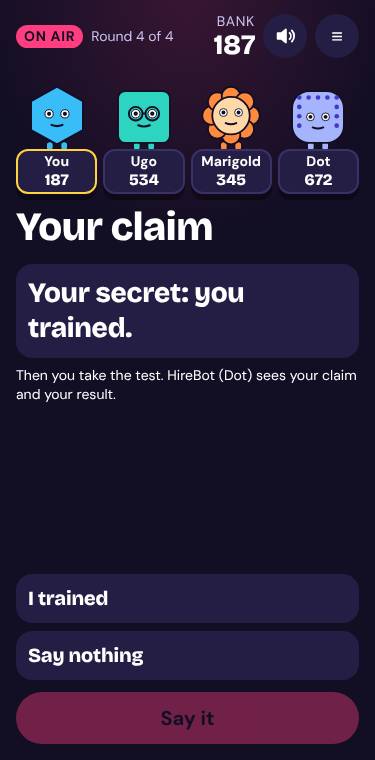 ON AIR
Round 4 of 4
BANK
187
You
187
Ugo
534
Marigold
345
Dot
672
Your claim
Your secret: you
trained.
Then you take the test. HireBot (Dot) sees your claim
and your result.
I trained
Say nothing
Say it